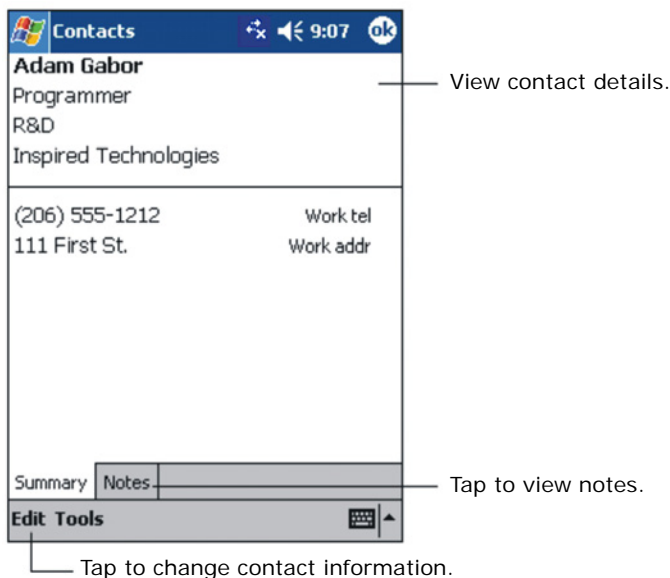 Contacts 9:07 ok
Adam Gabor
Programmer
R&D
Inspired Technologies
View contact details.
(206) 555-1212 Work tel
111 First St. Work addr
Summary Notes
Tap to view notes.
Edit Tools
Tap to change contact information.